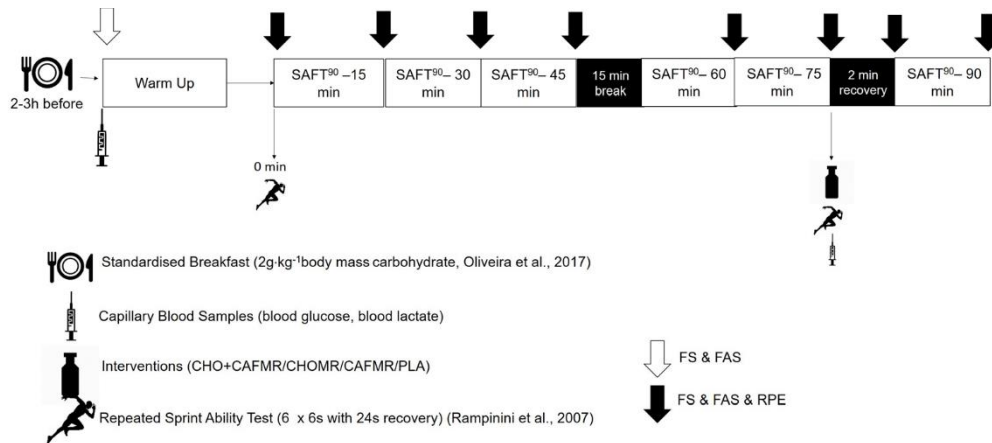 2-3h before
Warm Up
SAFT⁹⁰ –15
min
SAFT⁹⁰– 30
min
SAFT⁹⁰– 45
min
15 min
break
SAFT⁹⁰– 60
min
SAFT⁹⁰– 75
min
2 min
recovery
SAFT⁹⁰– 90
min
0 min
Standardised Breakfast (2g·kg⁻¹body mass carbohydrate, Oliveira et al., 2017)
Capillary Blood Samples (blood glucose, blood lactate)
Interventions (CHO+CAFMR/CHOMR/CAFMR/PLA)
Repeated Sprint Ability Test (6 x 6s with 24s recovery) (Rampinini et al., 2007)
FS & FAS
FS & FAS & RPE